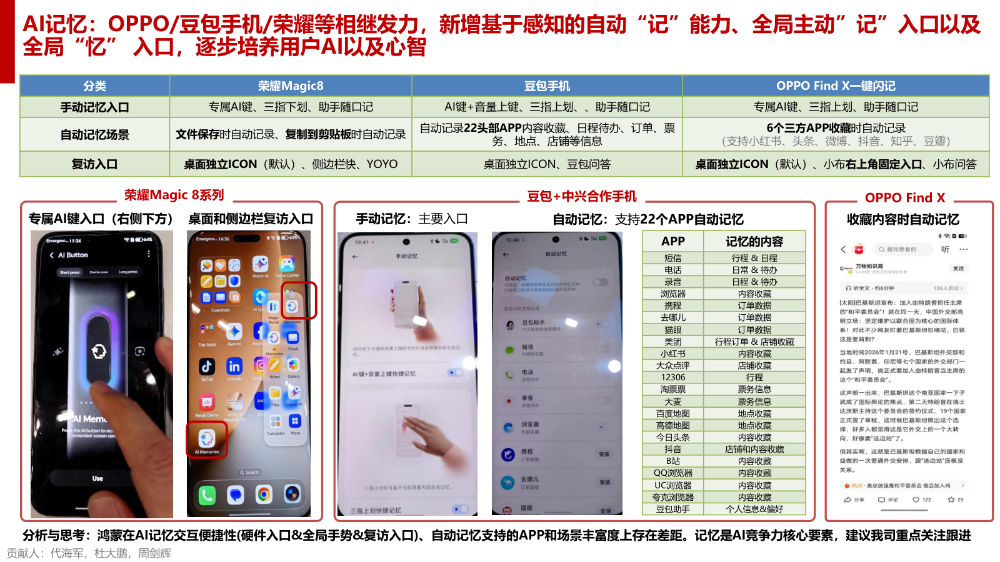 AI记忆：OPPO/豆包手机/荣耀等相继发力，新增基于感知的自动“记”能力、全局主动”记”入口以及
全局“忆” 入口，逐步培养用户AI以及心智
分类 荣耀Magic8 豆包手机 OPPO Find X一键闪记
手动记忆入口 专属AI键、三指下划、助手随口记 AI键+音量上键、三指上划、、助手随口记 专属AI键、三指上划、助手随口记
自动记忆场景 文件保存时自动记录、复制到剪贴板时自动记录 自动记录22头部APP内容收藏、日程待办、订单、票务、地点、店铺等信息 6个三方APP收藏时自动记录
（支持小红书、头条、微博、抖音、知乎、豆瓣）
复访入口 桌面独立ICON（默认）、侧边栏快、YOYO 桌面独立ICON、豆包问答 桌面独立ICON（默认）、小布右上角固定入口、小布问答
荣耀Magic 8系列
专属AI键入口（右侧下方）
桌面和侧边栏复访入口
Emergenc... 11:24
64%
AI Button
Short press Double press Long press
AI Mem
Use
Emergenc... 14:36
60%
Honor AI
Game Center
Essentials
Magic Portal
Memories
Top Apps
Gemini
AI Memories
Email
TikTok
LinkedIn
Notes
Gallery
Retail Demo
Files
Honor AI
Calculator
More
AI Memories
Search
豆包+中兴合作手机
手动记忆：主要入口
自动记忆：支持22个APP自动记忆
10:41
手动记忆
同时按下AI键和音量上键即可针对当前屏幕内容生成记忆。
AI键+音量上键快捷记忆
三指上划即可基于当前屏幕内容生成记忆。
三指上划快捷记忆
10:40
自动记忆
自动记忆
自动记忆支持应用
豆包助手
个人信息和选择偏好
短信
行程和日程
电话
日程待办
录音
日程待办
浏览器
内容收藏
携程
订单数据
安装
去哪儿
订单数据
安装
猫眼
安装
APP 记忆的内容
短信 行程 & 日程
电话 日常 & 待办
录音 日程 & 待办
浏览器 内容收藏
携程 订单数据
去哪儿 订单数据
猫眼 订单数据
美团 行程订单 & 店铺收藏
小红书 内容收藏
大众点评 店铺收藏
12306 行程
淘票票 票务信息
大麦 票务信息
百度地图 地点收藏
高德地图 地点收藏
今日头条 内容收藏
抖音 店铺和内容收藏
B站 内容收藏
QQ浏览器 内容收藏
UC浏览器 内容收藏
夸克浏览器 内容收藏
豆包助手 个人信息&偏好
OPPO Find X
收藏内容时自动记忆
搜你想看的
听
万物知识局
关注
听全文·约6分钟
186人听过
[太阳]巴基斯坦宣布：加入由特朗普担任主席
的“和平委员会”！就在同一天，中国外交部亮
明立场：坚定维护以联合国为核心的国际体
系！对此不少网友盯着巴基斯坦犯嘀咕，巴铁
这是要背刺？
当地时间2026年1月21号，巴基斯坦外交部和
约旦、阿联酋、印尼等七个国家的外交部门一
起发了声明，说正式要加入由特朗普当主席的
这个“和平委员会”。
这声明一出来，巴基斯坦这个南亚国家一下子
就成了国际舆论的焦点，第二天特朗普在瑞士
达沃斯主持这个委员会的签约仪式，19个国家
正式签了章程，这时候巴基斯坦做出这个选
择，好多人都觉得这是它外交上的一个大转
向，好像要“选边站”了。
但其实啊，这就是巴基斯坦根据自己的国家利
益做的一次普通外交安排，跟“选边站”压根没
关系。
热点·美总统强推和平委员会 俄会加入吗
分享
评论
122
29
分析与思考：鸿蒙在AI记忆交互便捷性(硬件入口&全局手势&复访入口)、自动记忆支持的APP和场景丰富度上存在差距。记忆是AI竞争力核心要素，建议我司重点关注跟进
贡献人：代海军，杜大鹏，周剑辉